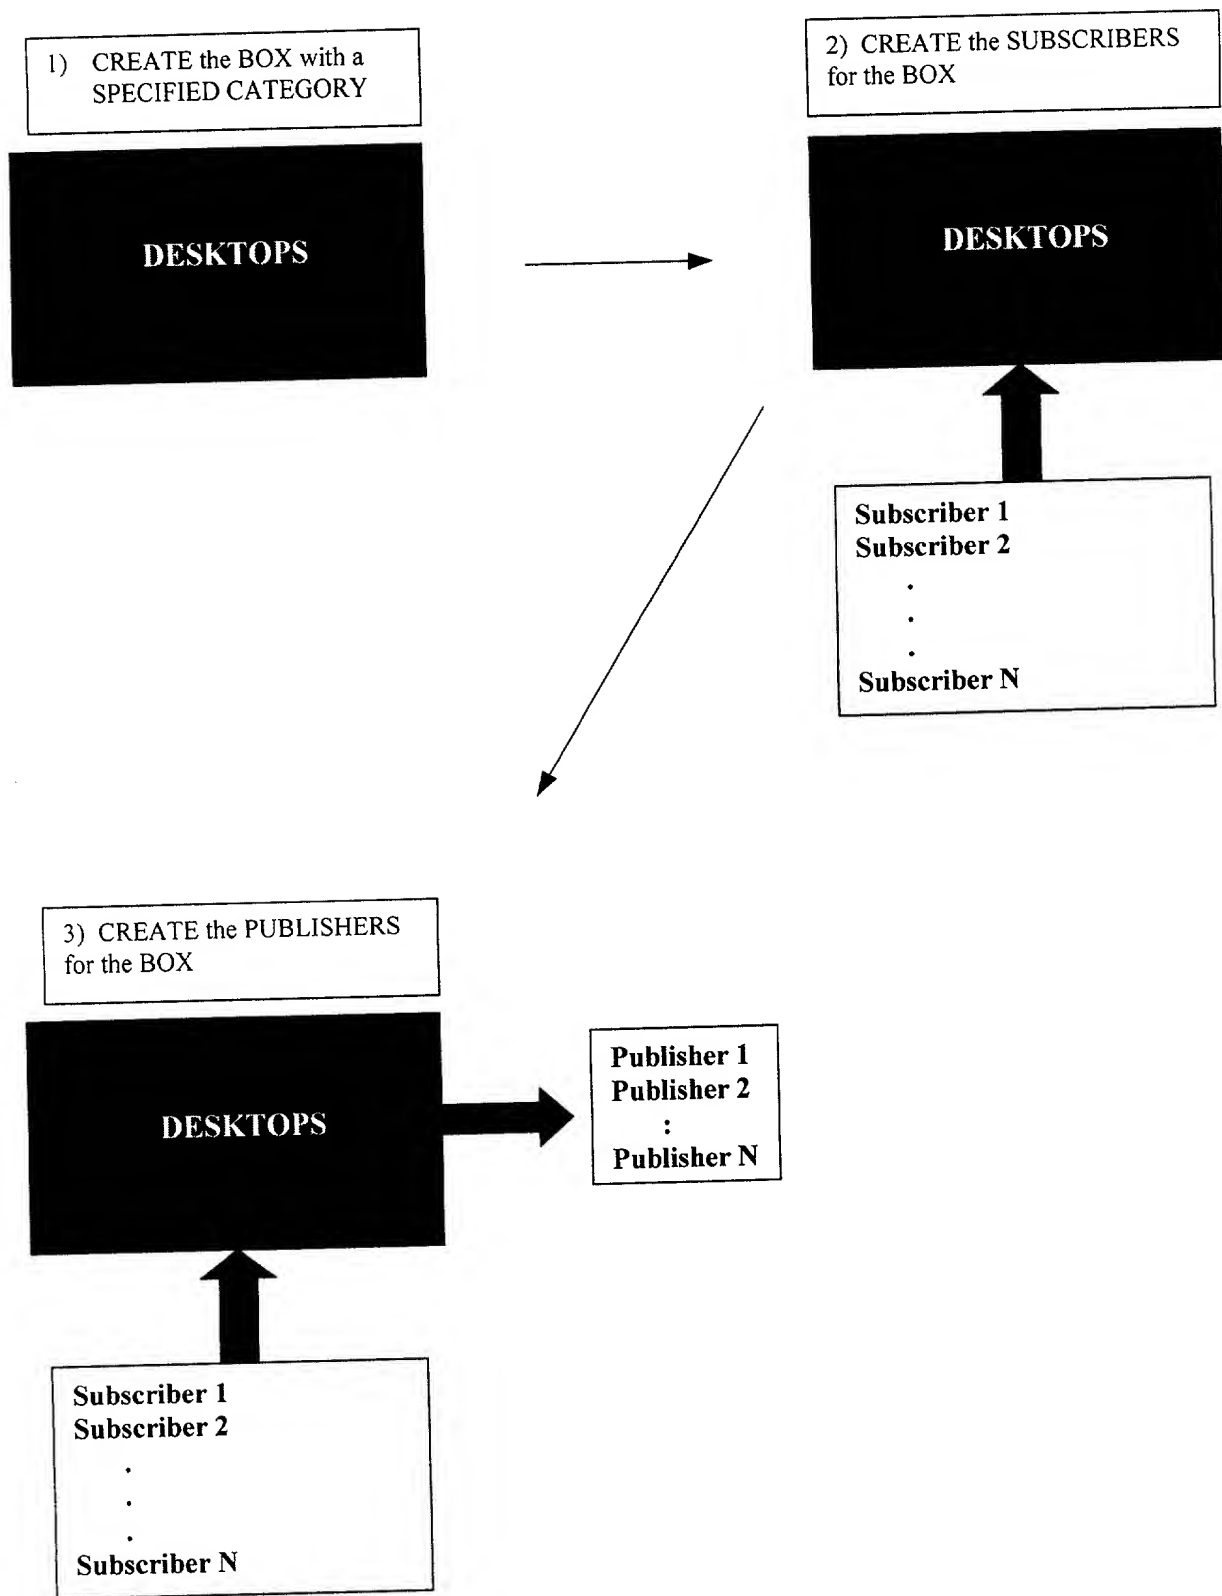 1) CREATE the BOX with a
SPECIFIED CATEGORY
DESKTOPS
2) CREATE the SUBSCRIBERS
for the BOX
DESKTOPS
Subscriber 1
Subscriber 2
.
.
.
Subscriber N
3) CREATE the PUBLISHERS
for the BOX
DESKTOPS
Publisher 1
Publisher 2
:
Publisher N
Subscriber 1
Subscriber 2
.
.
.
Subscriber N